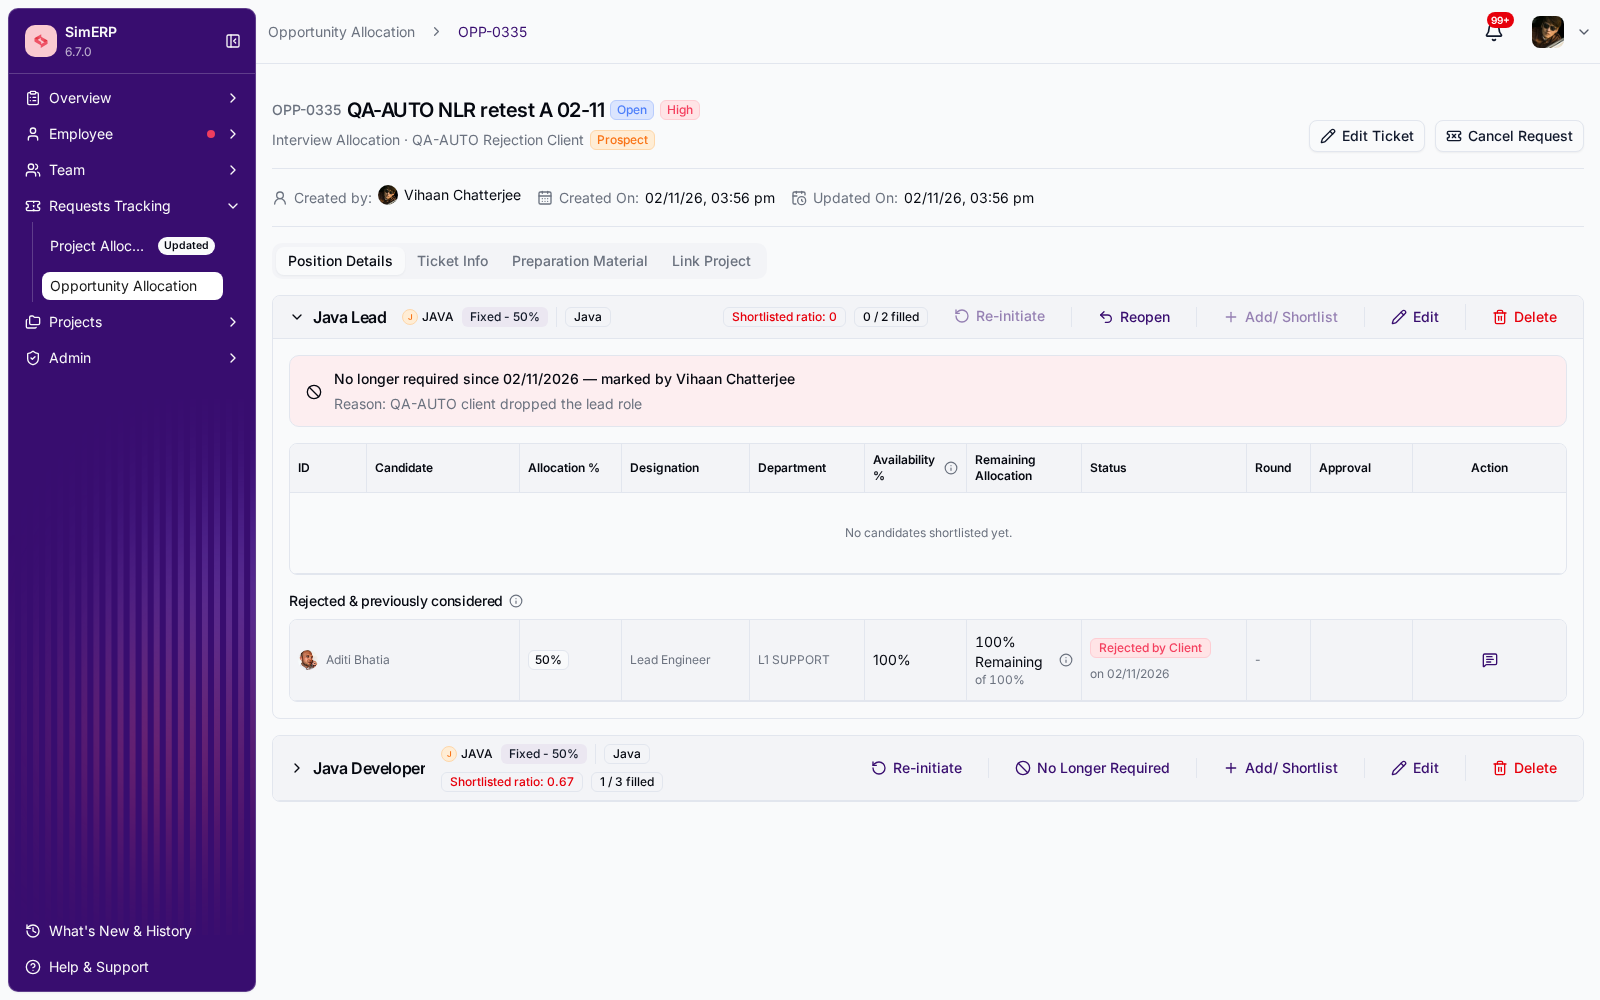 SimERP
6.7.0
Overview
Employee
Team
Requests Tracking
Project Alloc... Updated
Opportunity Allocation
Projects
Admin
What's New & History
Help & Support
Opportunity Allocation > OPP-0335
99+
OPP-0335 QA-AUTO NLR retest A 02-11 Open High
Interview Allocation · QA-AUTO Rejection Client Prospect
Edit Ticket Cancel Request
Created by: Vihaan Chatterjee Created On: 02/11/26, 03:56 pm Updated On: 02/11/26, 03:56 pm
Position Details Ticket Info Preparation Material Link Project
Java Lead J JAVA Fixed - 50% Java Shortlisted ratio: 0 0 / 2 filled Re-initiate Reopen Add/ Shortlist Edit Delete
No longer required since 02/11/2026 — marked by Vihaan Chatterjee
Reason: QA-AUTO client dropped the lead role
ID Candidate Allocation % Designation Department Availability % Remaining Allocation Status Round Approval Action
No candidates shortlisted yet.
Rejected & previously considered
Aditi Bhatia 50% Lead Engineer L1 SUPPORT 100% 100% Remaining of 100% Rejected by Client on 02/11/2026 -
Java Developer J JAVA Fixed - 50% Java
Shortlisted ratio: 0.67 1 / 3 filled
Re-initiate No Longer Required Add/ Shortlist Edit Delete